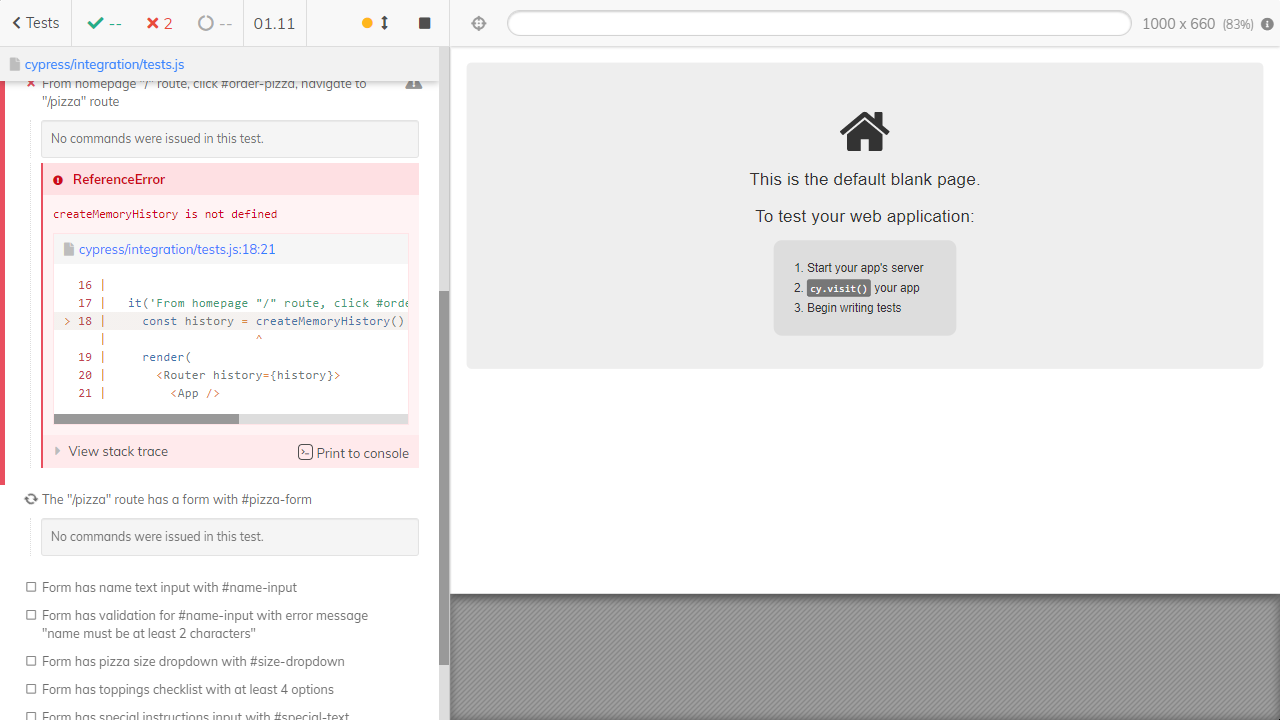 Tests
--
2
--
01.11
1000 x 660 (83%)
cypress/integration/tests.js
From homepage "/" route, click #order-pizza, navigate to
"/pizza" route
No commands were issued in this test.
ReferenceError
createMemoryHistory is not defined
cypress/integration/tests.js:18:21
16 |
17 | it('From homepage "/" route, click #orde
> 18 | const history = createMemoryHistory()
| ^
19 | render(
20 | <Router history={history}>
21 | <App />
View stack trace
Print to console
The "/pizza" route has a form with #pizza-form
No commands were issued in this test.
Form has name text input with #name-input
Form has validation for #name-input with error message
"name must be at least 2 characters"
Form has pizza size dropdown with #size-dropdown
Form has toppings checklist with at least 4 options
Form has special instructions input with #special-text
This is the default blank page.
To test your web application:
1. Start your app's server
2. cy.visit() your app
3. Begin writing tests